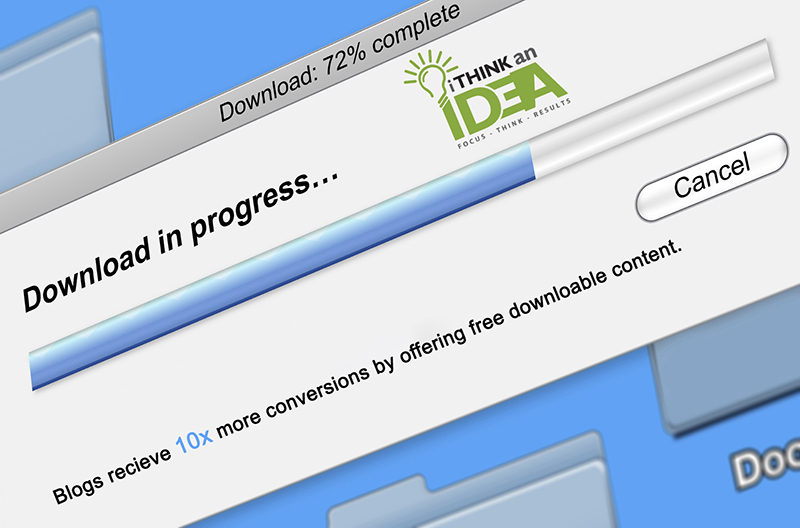 Download: 72% complete
iTHINK an
IDEA
FOCUS - THINK - RESULTS
Download in progress...
Cancel
Blogs recieve 10x more conversions by offering free downloable content.
Doc